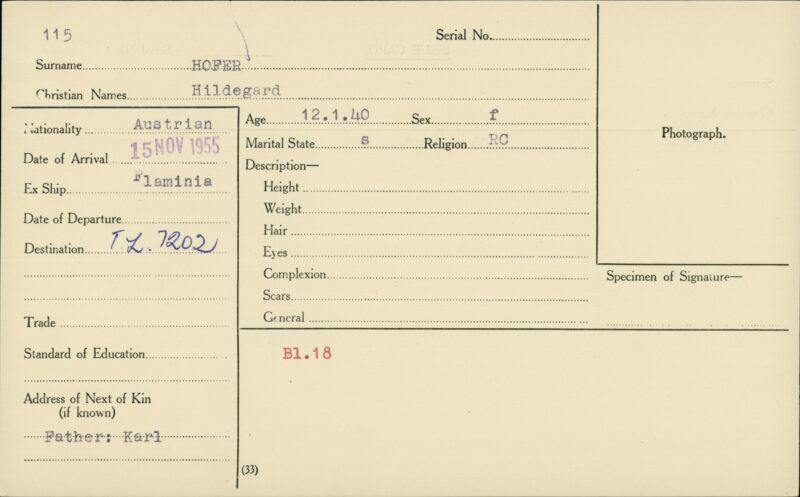 115
Serial No.
Surname HOFER
Christian Names Hildegard
Nationality Austrian
Date of Arrival 15 NOV 1955
Ex Ship Flaminia
Date of Departure
Destination T.L. 7202
Trade
Standard of Education
Address of Next of Kin
(if known)
Father: Karl
Age 12.1.40 Sex f
Marital State s Religion RC
Description—
Height
Weight
Hair
Eyes
Complexion
Scars
General
Bl.18
(33)
Photograph.
Specimen of Signature—